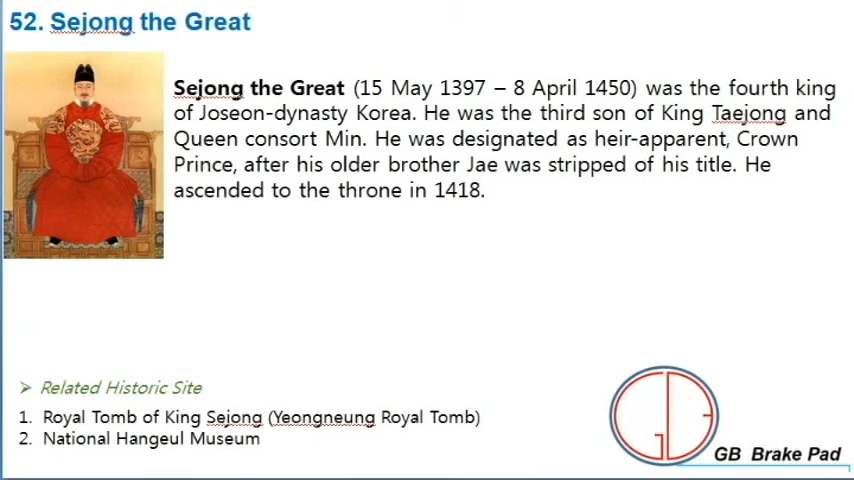 52. Sejong the Great
Sejong the Great (15 May 1397 – 8 April 1450) was the fourth king
of Joseon-dynasty Korea. He was the third son of King Taejong and
Queen consort Min. He was designated as heir-apparent, Crown
Prince, after his older brother Jae was stripped of his title. He
ascended to the throne in 1418.
➢ Related Historic Site
1. Royal Tomb of King Sejong (Yeongneung Royal Tomb)
2. National Hangeul Museum
GB Brake Pad